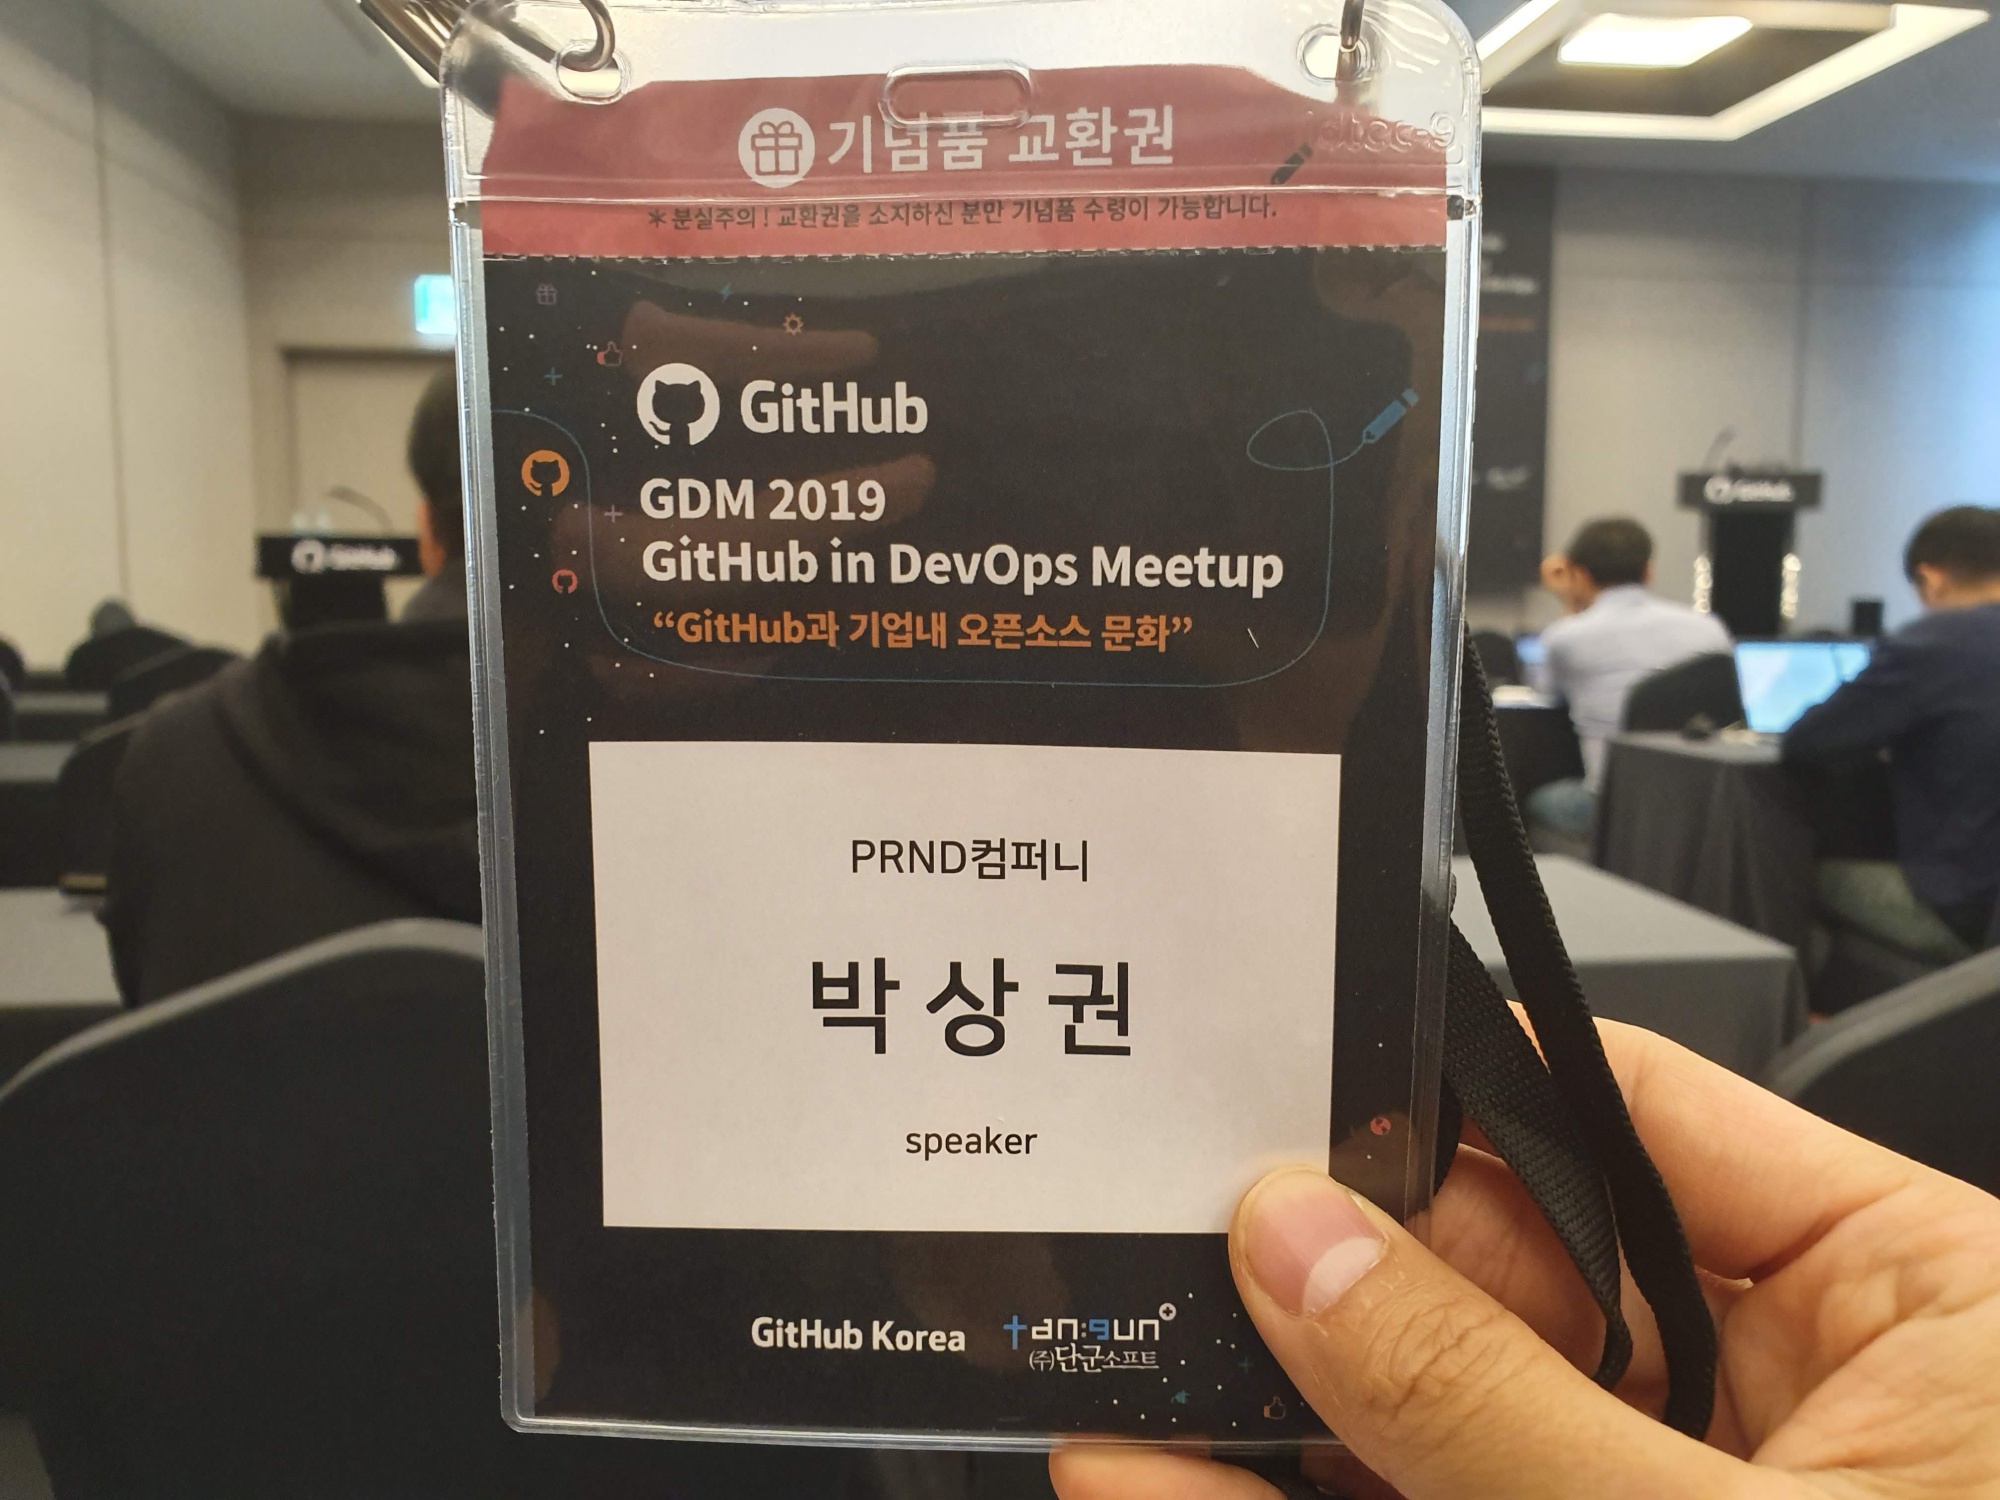 기념품 교환권
* 분실주의 ! 교환권을 소지하신 분만 기념품 수령이 가능합니다.
GitHub
GDM 2019
GitHub in DevOps Meetup
“GitHub과 기업내 오픈소스 문화”
PRND컴퍼니
박상권
speaker
GitHub Korea
tan:gun
(주)단군소프트
GitHub
GitHub